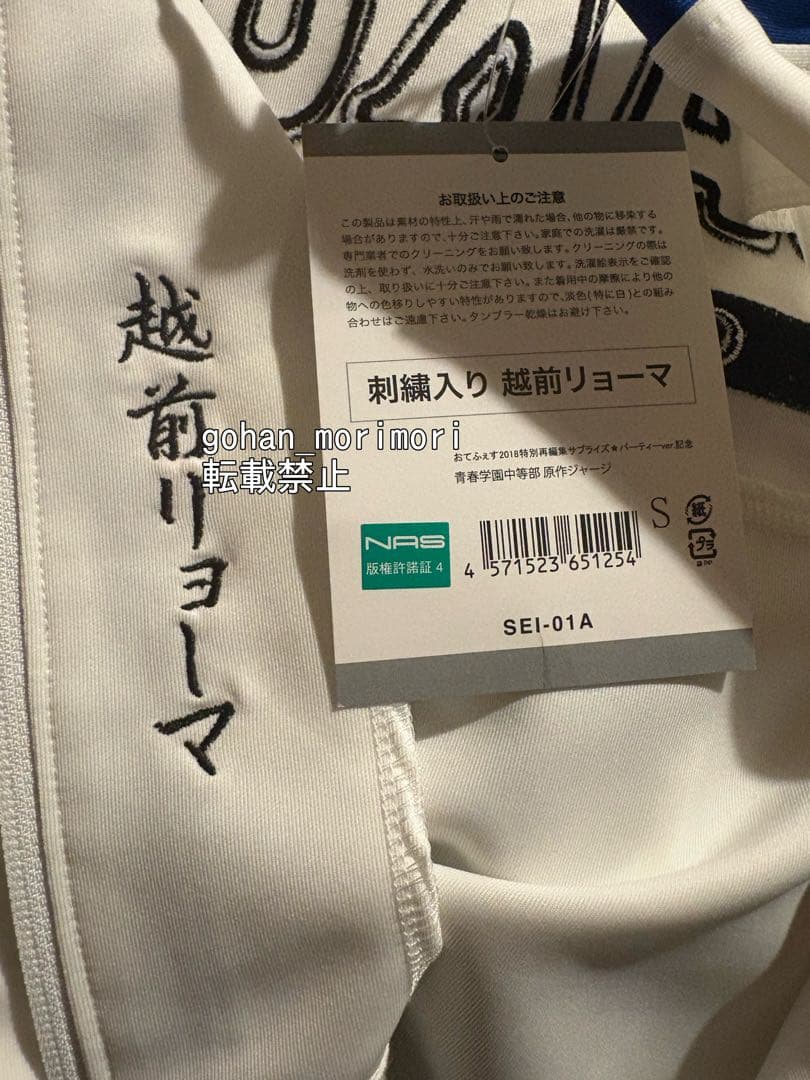 越前リョーマ
お取扱い上のご注意
この製品は素材の特性上、汗や雨で濡れた場合、他の物に移染する
場合がありますので、十分ご注意下さい。家庭での洗濯は厳禁です。
専門業者でのクリーニングをお願い致します。クリーニングの際は
洗剤を使わず、水洗いのみでお願い致します。洗濯絵表示をご確認
の上、取り扱いに十分ご注意下さい。また着用中の摩擦により他の
物への色移りしやすい特性がありますので、淡色(特に白)との組み
合わせはご遠慮下さい。タンブラー乾燥はお避け下さい。
刺繍入り 越前リョーマ
おてふぇす2018特別再編集サプライズ★パーティーver.記念
青春学園中等部 原作ジャージ
S
紙
プラ
NAS
版権許諾証 4
4 571523 651254
SEI-01A
gohan_morimori
転載禁止